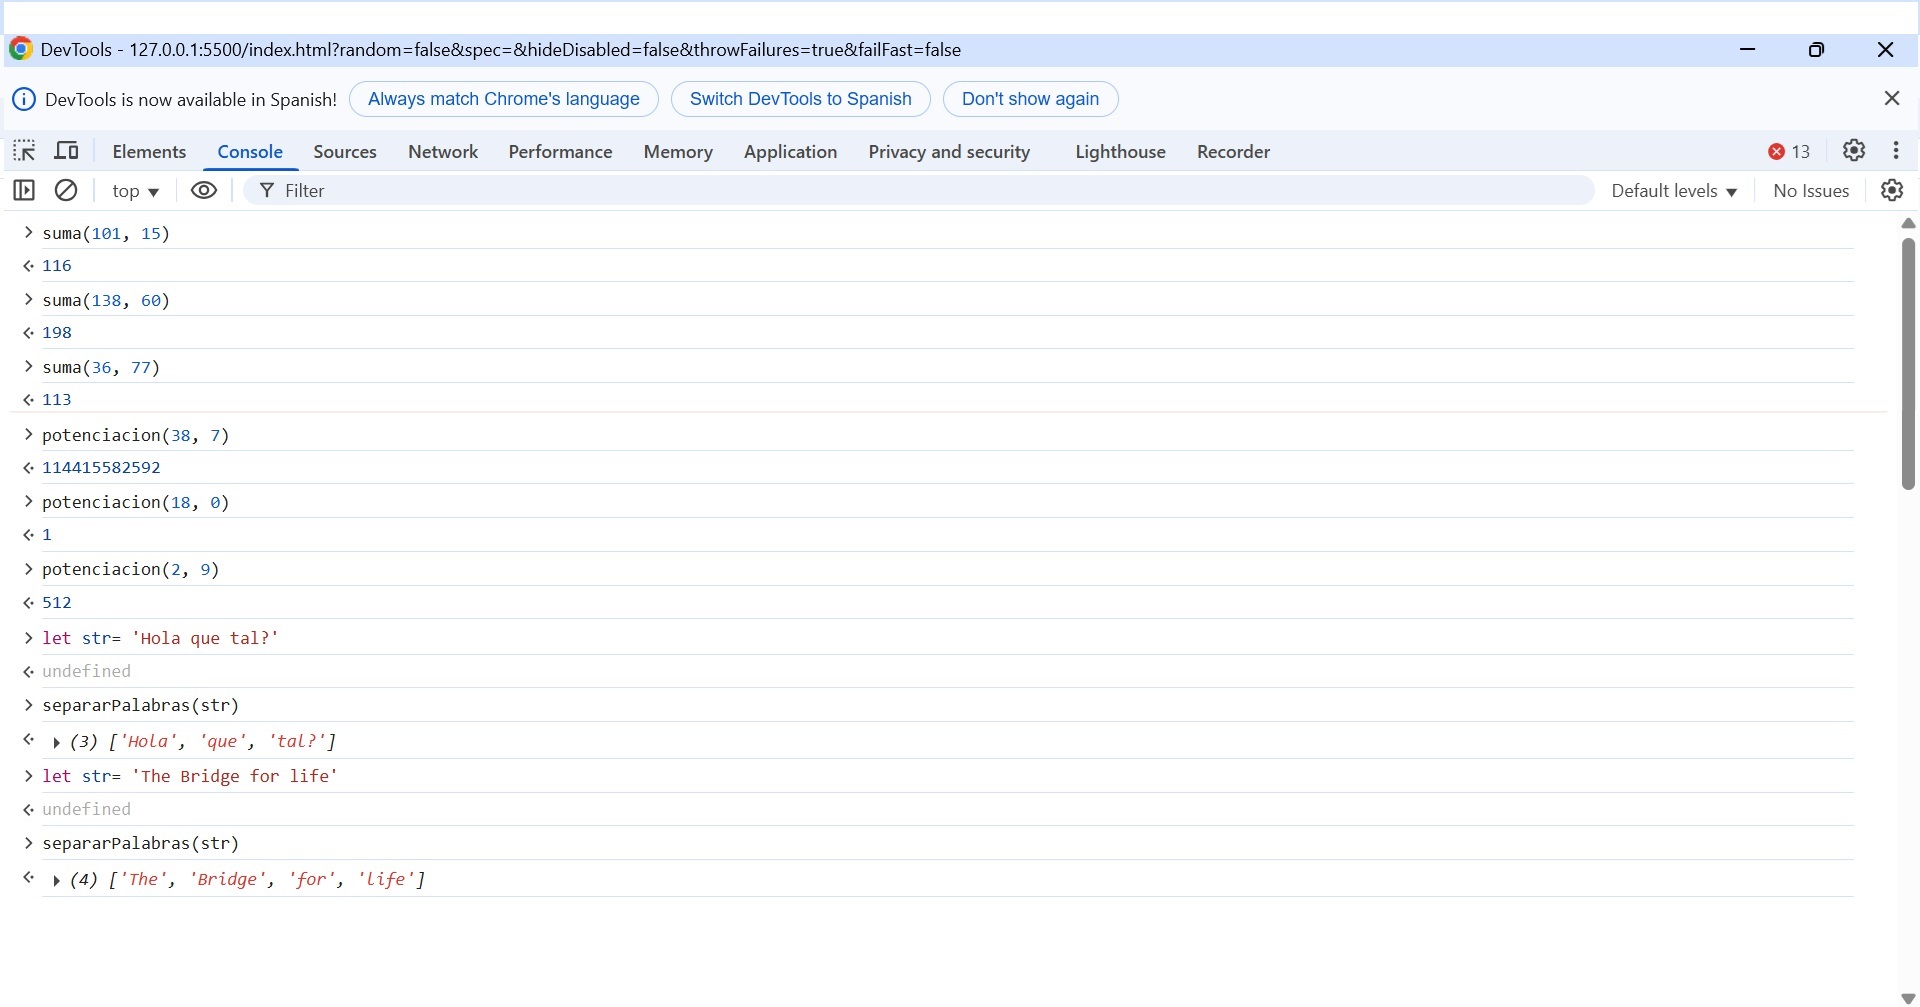 DevTools - 127.0.0.1:5500/index.html?random=false&spec=&hideDisabled=false&throwFailures=true&failFast=false
DevTools is now available in Spanish! Always match Chrome's language Switch DevTools to Spanish Don't show again
Elements Console Sources Network Performance Memory Application Privacy and security Lighthouse Recorder 13
top Filter Default levels No Issues
> suma(101, 15)
116
> suma(138, 60)
198
> suma(36, 77)
113
> potenciacion(38, 7)
114415582592
> potenciacion(18, 0)
1
> potenciacion(2, 9)
512
> let str= 'Hola que tal?'
undefined
> separarPalabras(str)
(3) ['Hola', 'que', 'tal?']
> let str= 'The Bridge for life'
undefined
> separarPalabras(str)
(4) ['The', 'Bridge', 'for', 'life']